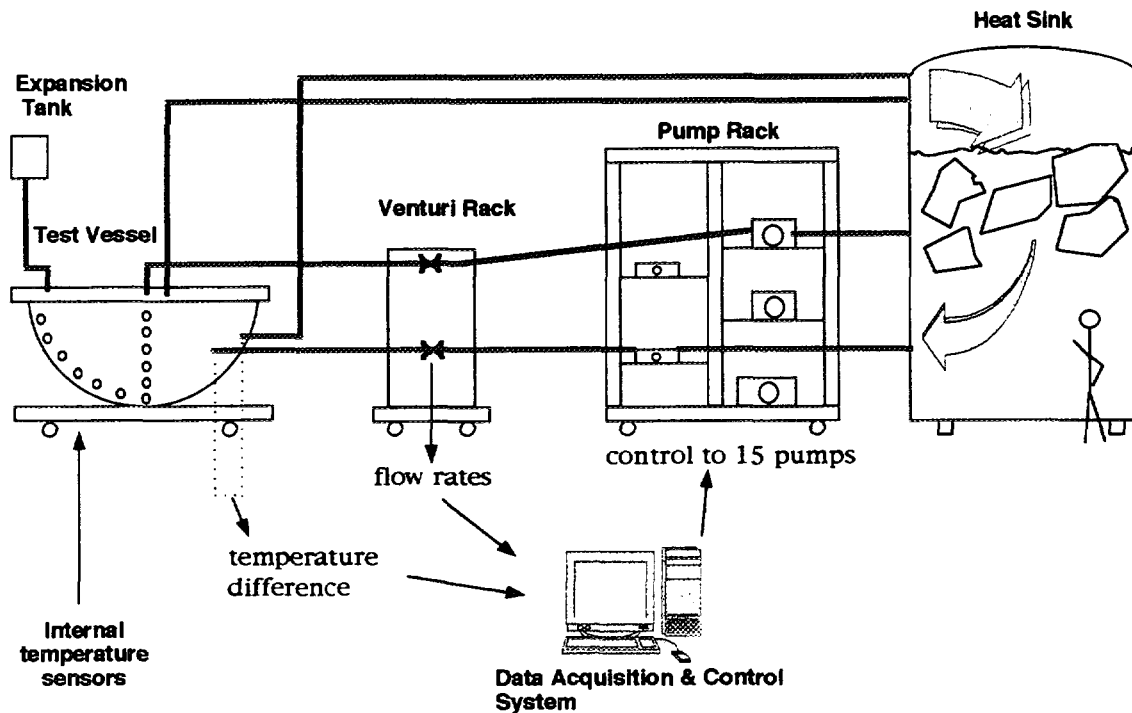 Heat Sink
Expansion
Tank
Pump Rack
Venturi Rack
Test Vessel
control to 15 pumps
flow rates
temperature
difference
Internal
temperature
sensors
Data Acquisition & Control
System